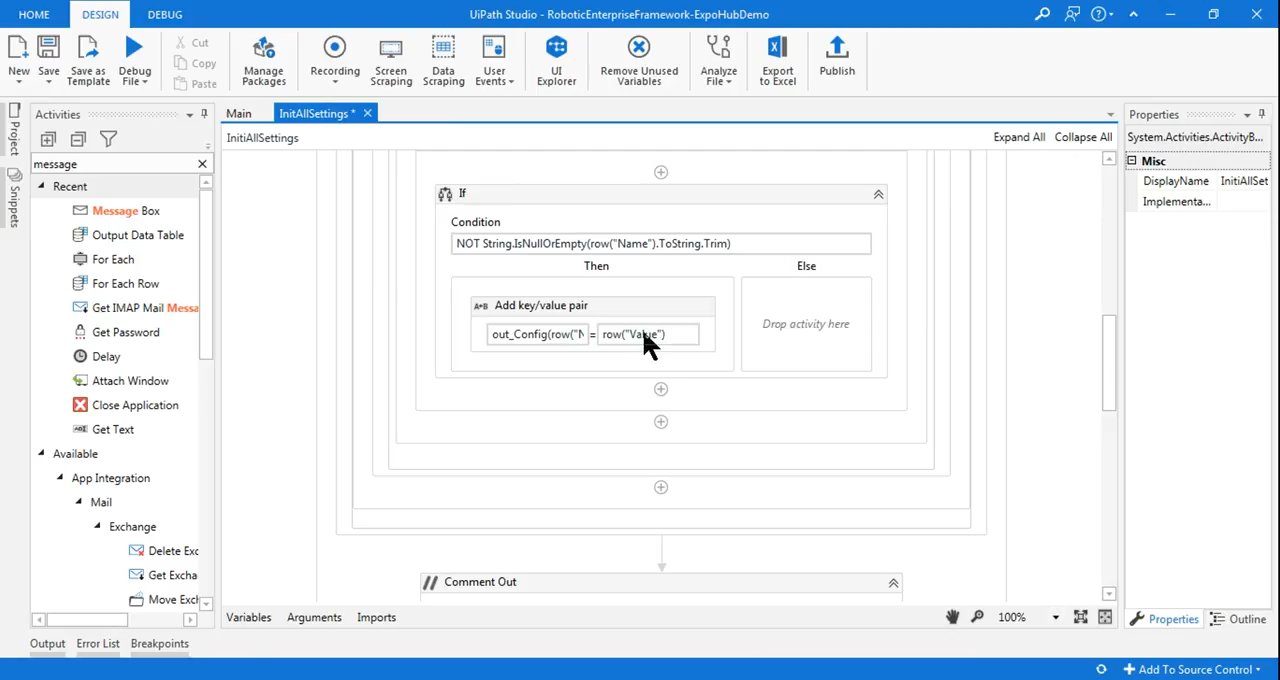 HOME DESIGN DEBUG UiPath Studio - RoboticEnterpriseFramework-ExpoHubDemo
New Save Save as Template Debug File Cut Copy Paste Manage Packages Recording Screen Scraping Data Scraping User Events UI Explorer Remove Unused Variables Analyze File Export to Excel Publish
Project
Snippets
Activities
message
Recent
Message Box
Output Data Table
For Each
For Each Row
Get IMAP Mail Messa
Get Password
Delay
Attach Window
Close Application
Get Text
Available
App Integration
Mail
Exchange
Delete Exc
Get Excha
Move Exch
Main InitAllSettings *
InitiAllSettings Expand All Collapse All
If
Condition
NOT String.IsNullOrEmpty(row("Name").ToString.Trim)
Then Else
Add key/value pair
out_Config(row("N = row("Value")
Drop activity here
Comment Out
Variables Arguments Imports 100%
Properties
System.Activities.ActivityB...
Misc
DisplayName InitiAllSet
Implementa...
Properties Outline
Output Error List Breakpoints
Add To Source Control